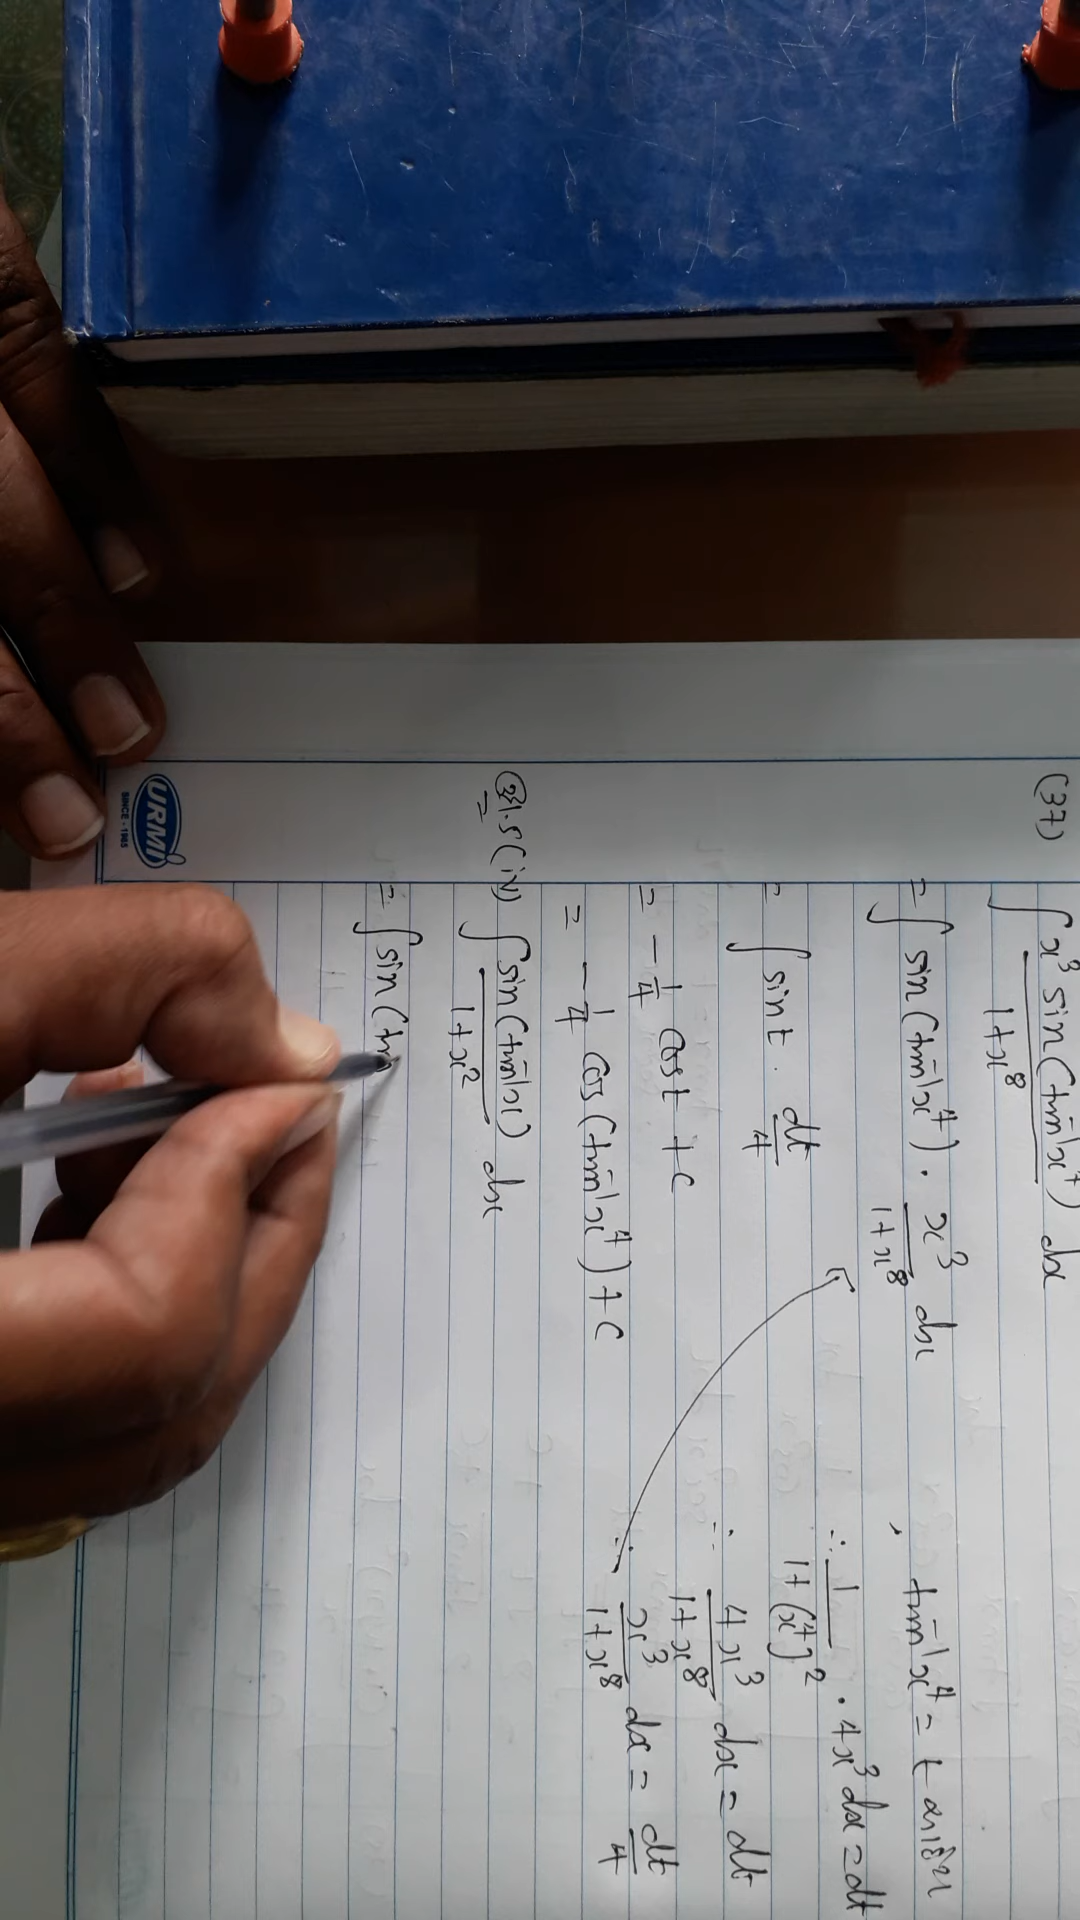 (37) ∫ x³ sin(tan⁻¹x⁴) / 1+x⁸ dx
= ∫ sin(tan⁻¹x⁴) · x³ / 1+x⁸ dx , tan⁻¹x⁴ = t
= ∫ sin t · dt / 4
∴ 1 / 1+(x⁴)² · 4x³ dx = dt
= -1/4 cos t + c
∴ 4x³ / 1+x⁸ dx = dt
= -1/4 cos(tan⁻¹x⁴) + c
∴ x³ / 1+x⁸ dx = dt / 4
(iv) ∫ sin(tan⁻¹x) / 1+x² dx
= ∫ sin(tan
URMI
SINCE - 1985